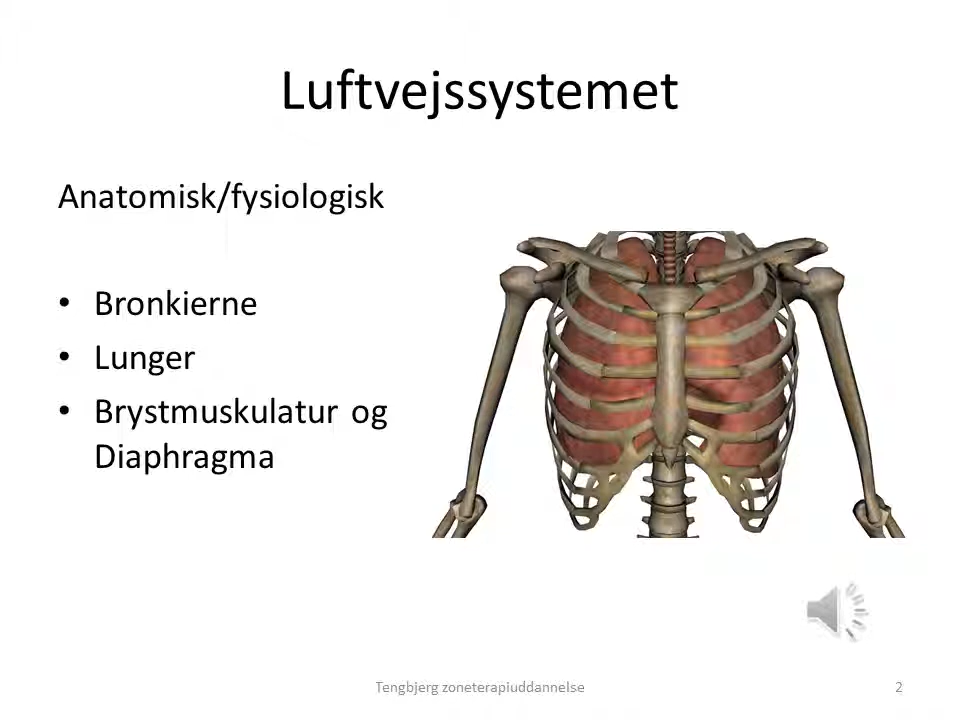 Luftvejssystemet
Anatomisk/fysiologisk
• Bronkierne
• Lunger
• Brystmuskulatur og
Diaphragma
Tengbjerg zoneterapiuddannelse
2